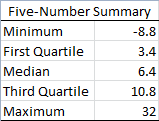 Five-Number Summary
Minimum -8.8
First Quartile 3.4
Median 6.4
Third Quartile 10.8
Maximum 32